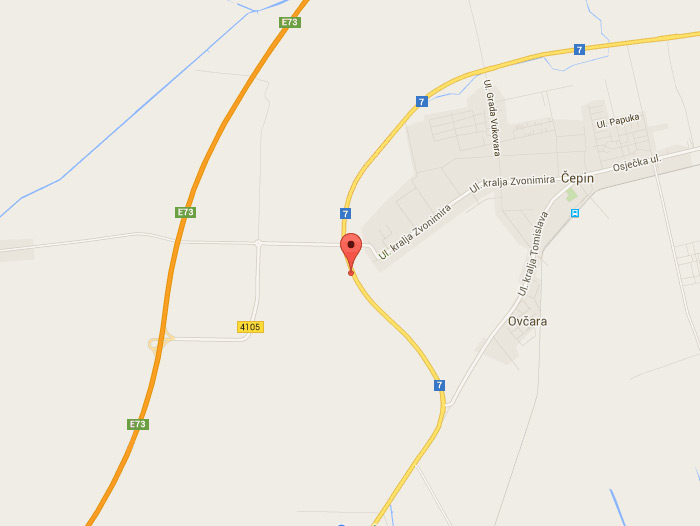 E73
7
7
Ul. Grada Vukovara
Ul. Papuka
Osječka ul.
Čepin
Ul. kralja Zvonimira
E73
7
Ul. kralja Zvonimira
Ul. kralja Tomislava
4105
Ovčara
7
E73